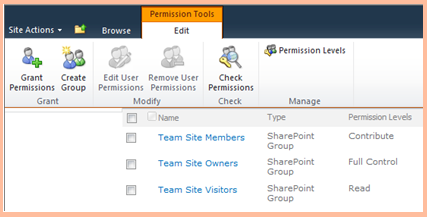 Permission Tools
Site Actions Browse Edit
Grant Permissions
Create Group
Edit User Permissions
Remove User Permissions
Check Permissions
Permission Levels
Grant Modify Check Manage
Name Type Permission Levels
Team Site Members SharePoint Group Contribute
Team Site Owners SharePoint Group Full Control
Team Site Visitors SharePoint Group Read